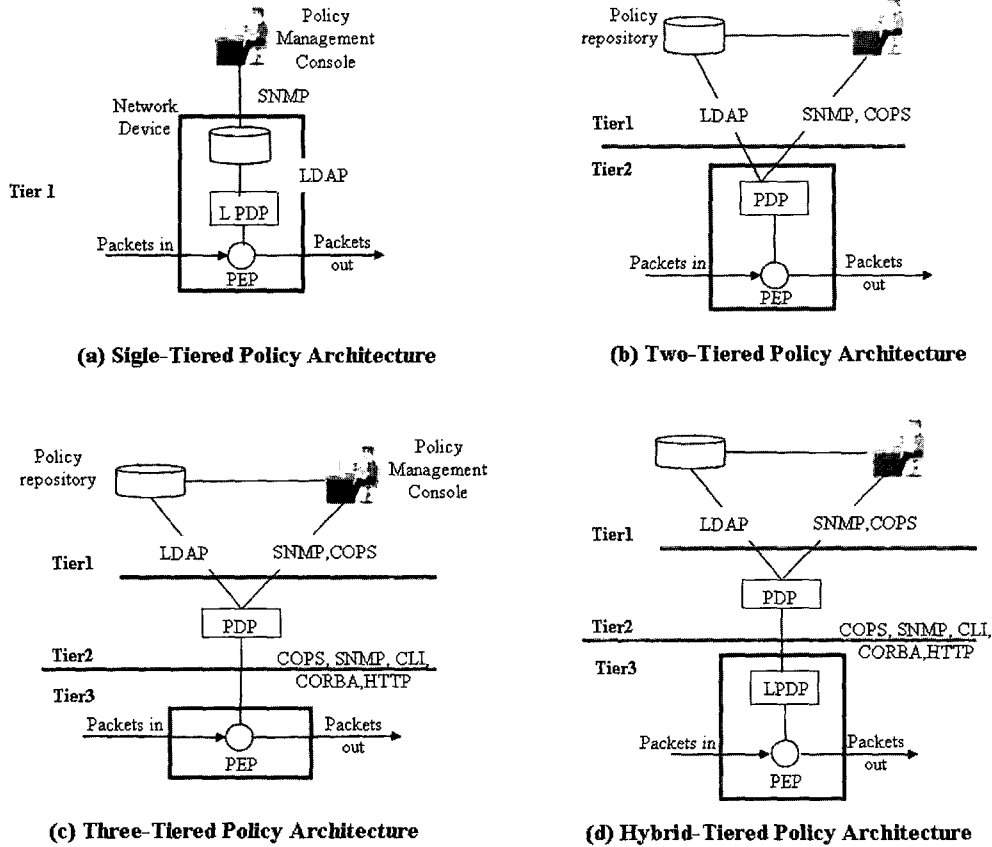 Policy
Management
Console
SNMP
Network
Device
LDAP
Tier 1
L PDP
Packets in
Packets
out
PEP
(a) Sigle-Tiered Policy Architecture
Policy
repository
LDAP
SNMP, COPS
Tier1
Tier2
PDP
Packets in
Packets
out
PEP
(b) Two-Tiered Policy Architecture
Policy
repository
Policy
Management
Console
LDAP
SNMP,COPS
Tier1
PDP
Tier2
COPS, SNMP, CLI,
CORBA,HTTP
Tier3
Packets in
Packets
out
PEP
(c) Three-Tiered Policy Architecture
LDAP
SNMP,COPS
Tier1
PDP
Tier2
COPS, SNMP, CLI,
CORBA,HTTP
Tier3
LPDP
Packets in
Packets
out
PEP
(d) Hybrid-Tiered Policy Architecture